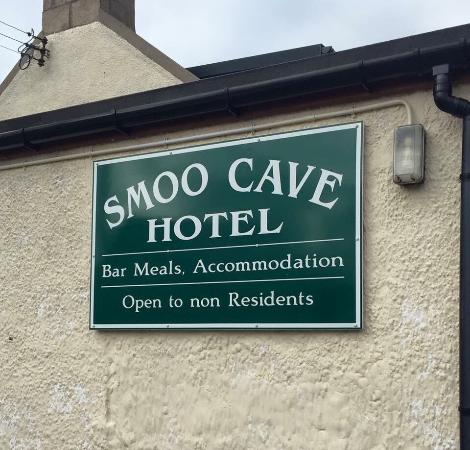 SMOO CAVE
HOTEL
Bar Meals, Accommodation
Open to non Residents